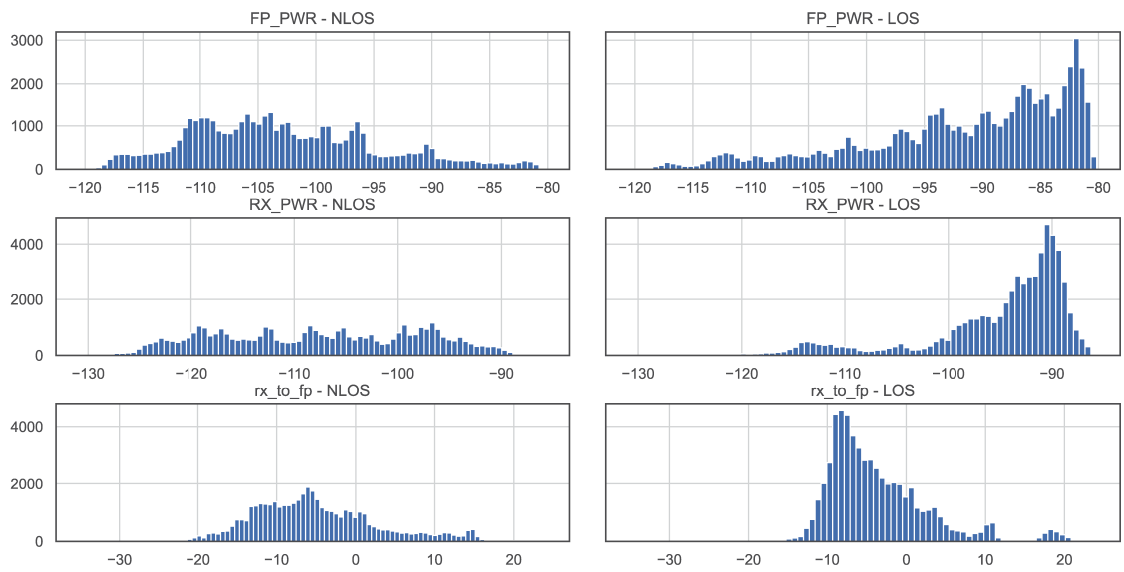 FP_PWR - NLOS
FP_PWR - LOS
3000
2000
1000
0
−120 −115 −110 −105 −100 −95 −90 −85 −80
−120 −115 −110 −105 −100 −95 −90 −85 −80
RX_PWR - NLOS
RX_PWR - LOS
4000
2000
0
−130 −120 −110 −100 −90
−130 −120 −110 −100 −90
rx_to_fp - NLOS
rx_to_fp - LOS
4000
2000
0
−30 −20 −10 0 10 20
−30 −20 −10 0 10 20